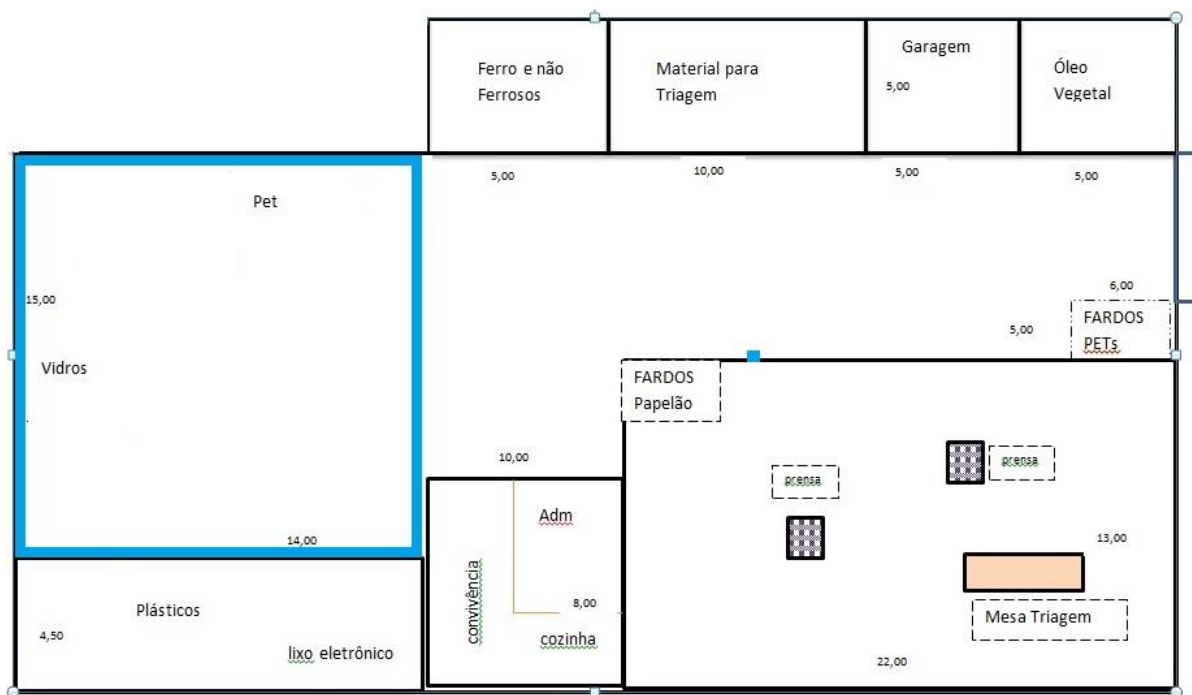 Ferro e não
Ferrosos
Material para
Triagem
Garagem
5,00
Óleo
Vegetal
5,00
10,00
5,00
5,00
Pet
15,00
Vidros
14,00
6,00
5,00
FARDOS
PETs
FARDOS
Papelão
10,00
Adm
convivência
8,00
cozinha
prensa
prensa
13,00
Mesa Triagem
22,00
Plásticos
4,50
lixo eletrônico